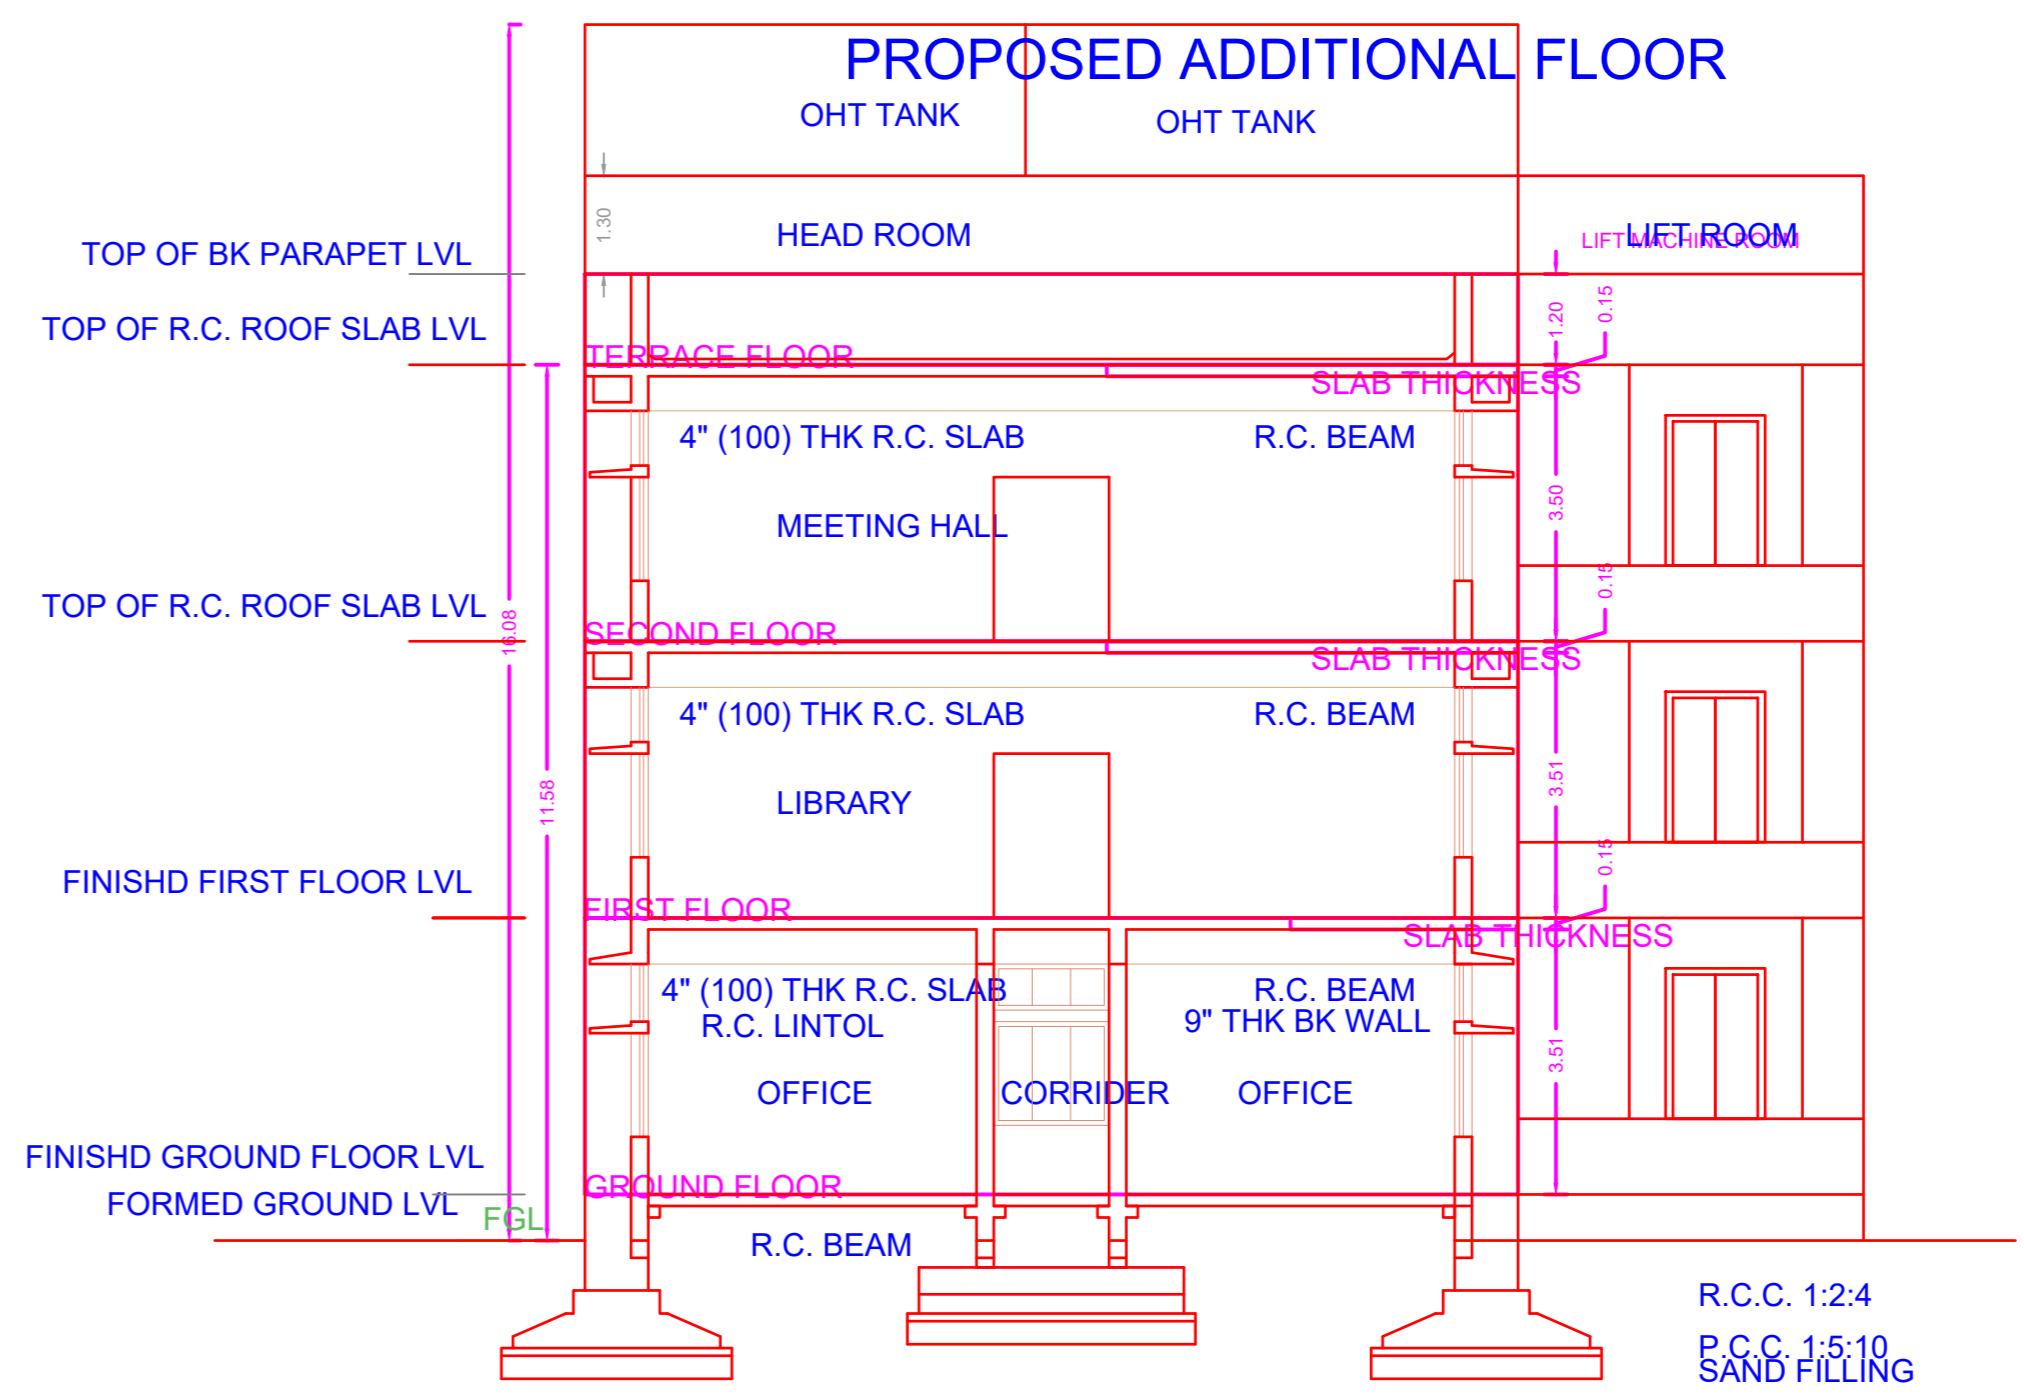 PROPOSED ADDITIONAL FLOOR
OHT TANK
OHT TANK
1.30
HEAD ROOM
LIFT ROOM
LIFT MACHINE ROOM
TOP OF BK PARAPET LVL
TOP OF R.C. ROOF SLAB LVL
1.20
0.15
TERRACE FLOOR
SLAB THICKNESS
4" (100) THK R.C. SLAB
R.C. BEAM
3.50
MEETING HALL
0.15
TOP OF R.C. ROOF SLAB LVL
16.08
SECOND FLOOR
SLAB THICKNESS
4" (100) THK R.C. SLAB
R.C. BEAM
11.58
3.51
LIBRARY
0.15
FINISHD FIRST FLOOR LVL
FIRST FLOOR
SLAB THICKNESS
4" (100) THK R.C. SLAB
R.C. BEAM
R.C. LINTOL
9" THK BK WALL
3.51
OFFICE
CORRIDER
OFFICE
FINISHD GROUND FLOOR LVL
GROUND FLOOR
FORMED GROUND LVL
FGL
R.C. BEAM
R.C.C. 1:2:4
P.C.C. 1:5:10
SAND FILLING